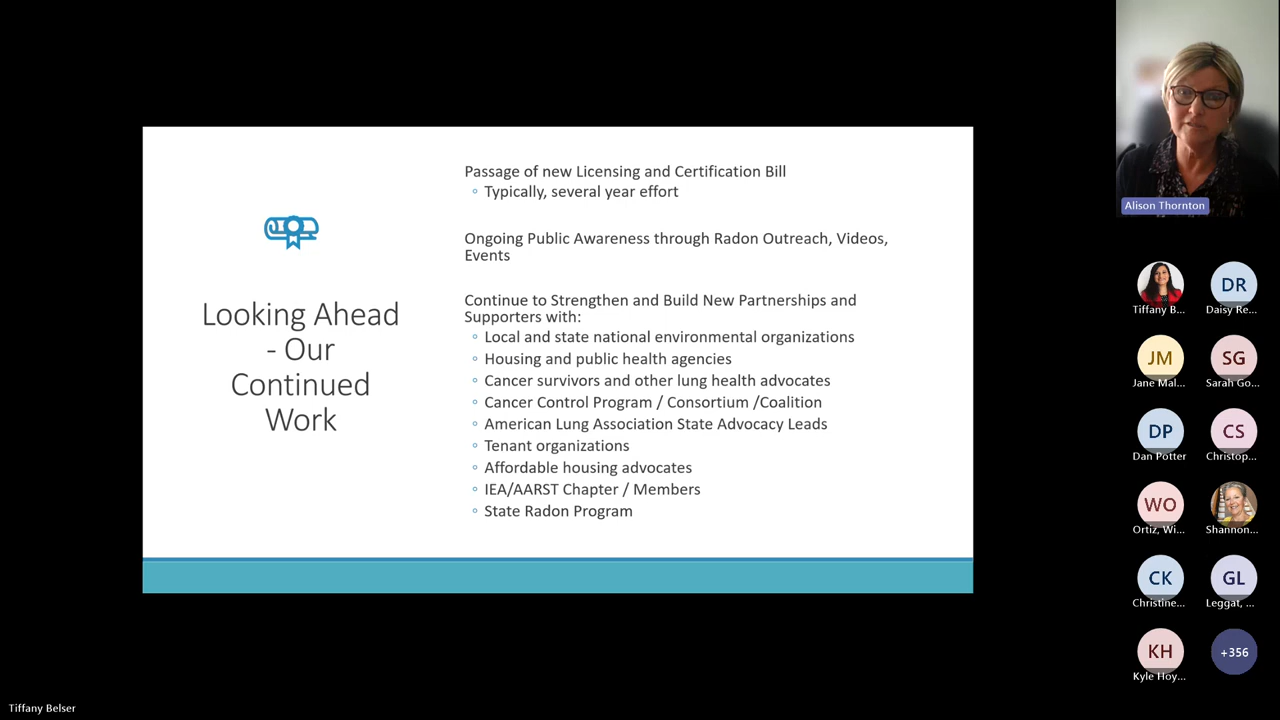 Looking Ahead
- Our
Continued
Work
Passage of new Licensing and Certification Bill
Typically, several year effort
Ongoing Public Awareness through Radon Outreach, Videos,
Events
Continue to Strengthen and Build New Partnerships and
Supporters with:
Local and state national environmental organizations
Housing and public health agencies
Cancer survivors and other lung health advocates
Cancer Control Program / Consortium /Coalition
American Lung Association State Advocacy Leads
Tenant organizations
Affordable housing advocates
IEA/AARST Chapter / Members
State Radon Program
Alison Thornton
Tiffany B...
DR
Daisy Re...
JM
Jane Mal...
SG
Sarah Go...
DP
Dan Potter
CS
Christop...
WO
Ortiz, Wi...
Shannon...
CK
Christine...
GL
Leggat, ...
KH
Kyle Hoy...
+356
Tiffany Belser